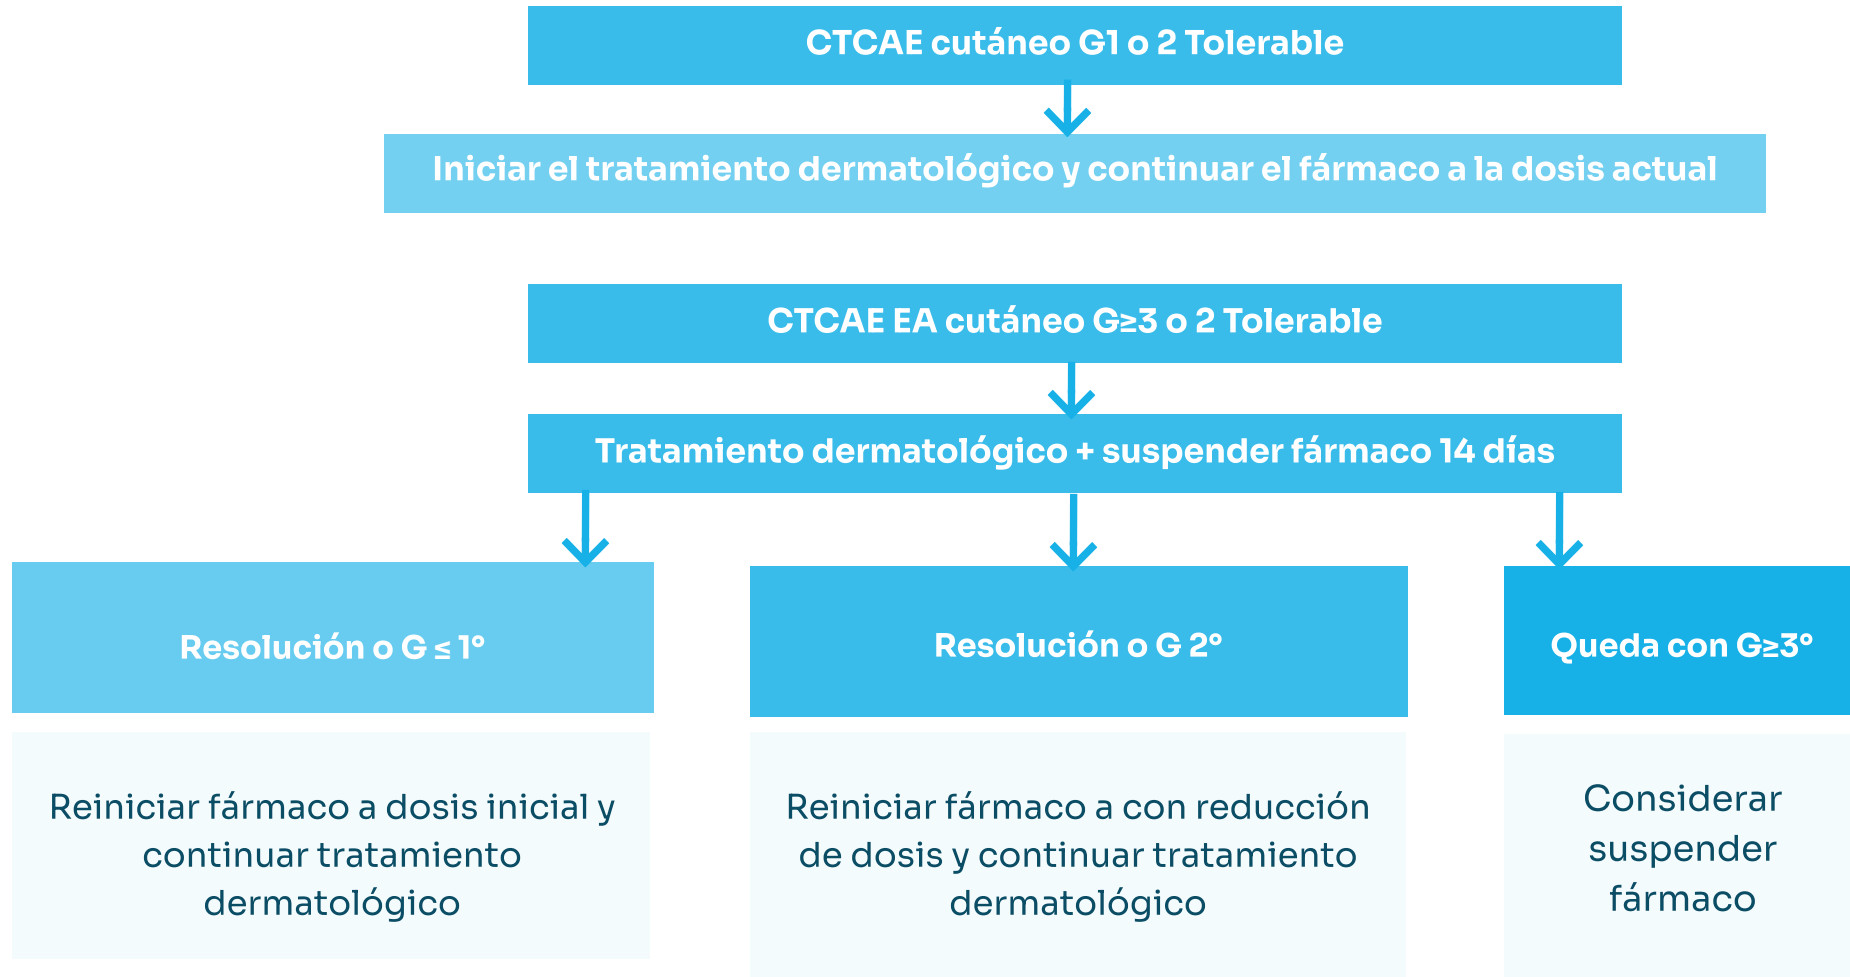 CTCAE cutáneo G1 o 2 Tolerable
Iniciar el tratamiento dermatológico y continuar el fármaco a la dosis actual
CTCAE EA cutáneo G≥3 o 2 Tolerable
Tratamiento dermatológico + suspender fármaco 14 días
Resolución o G ≤ 1°
Reiniciar fármaco a dosis inicial y
continuar tratamiento
dermatológico
Resolución o G 2°
Reiniciar fármaco a con reducción
de dosis y continuar tratamiento
dermatológico
Queda con G≥3°
Considerar
suspender
fármaco